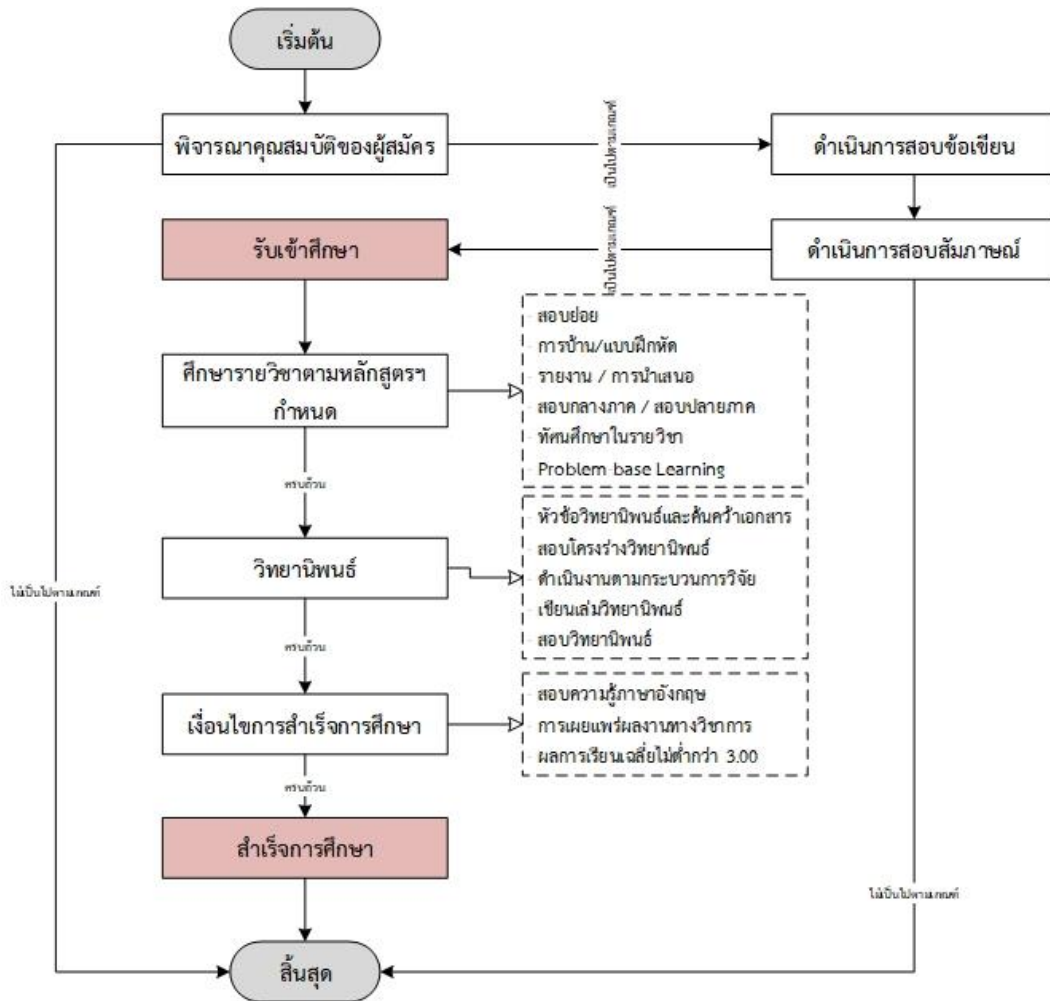 เริ่มต้น
พิจารณาคุณสมบัติของผู้สมัคร
เป็นไปตามเกณฑ์
ดำเนินการสอบข้อเขียน
รับเข้าศึกษา
เป็นไปตามเกณฑ์
ดำเนินการสอบสัมภาษณ์
ศึกษารายวิชาตามหลักสูตรฯ
กำหนด
- สอบย่อย
- การบ้าน/แบบฝึกหัด
- รายงาน / การนำเสนอ
- สอบกลางภาค / สอบปลายภาค
- ทัศนศึกษาในรายวิชา
- Problem-base Learning
ครบถ้วน
วิทยานิพนธ์
- หัวข้อวิทยานิพนธ์และค้นคว้าเอกสาร
- สอบโครงร่างวิทยานิพนธ์
- ดำเนินงานตามกระบวนการวิจัย
- เขียนเล่มวิทยานิพนธ์
- สอบวิทยานิพนธ์
ไม่เป็นไปตามเกณฑ์
ครบถ้วน
เงื่อนไขการสำเร็จการศึกษา
- สอบความรู้ภาษาอังกฤษ
- การเผยแพร่ผลงานทางวิชาการ
- ผลการเรียนเฉลี่ยไม่ต่ำกว่า 3.00
ครบถ้วน
สำเร็จการศึกษา
ไม่เป็นไปตามเกณฑ์
สิ้นสุด